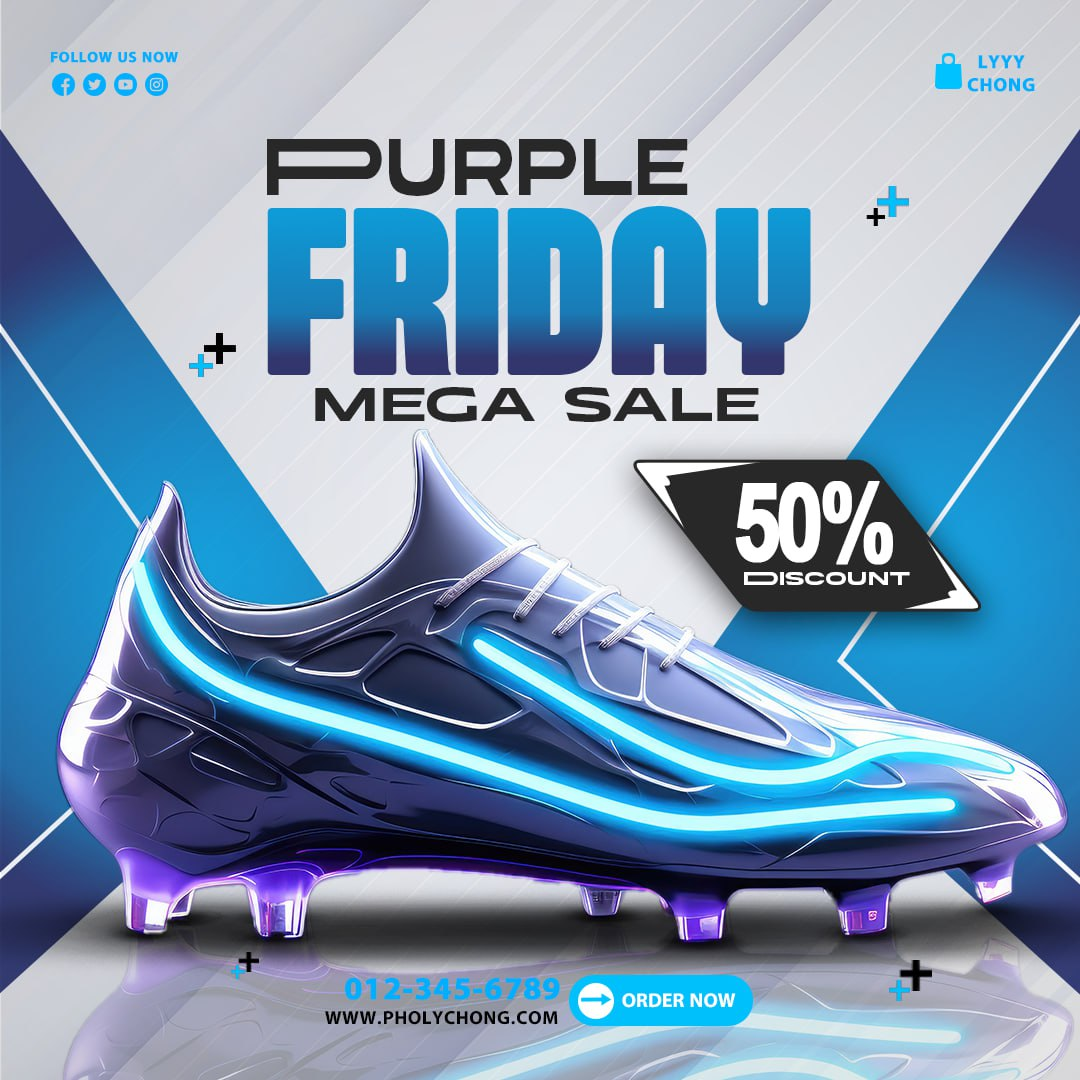 FOLLOW US NOW
LYYY
CHONG
PURPLE
FRIDAY
MEGA SALE
50%
DISCOUNT
012-345-6789
WWW.PHOLYCHONG.COM
ORDER NOW